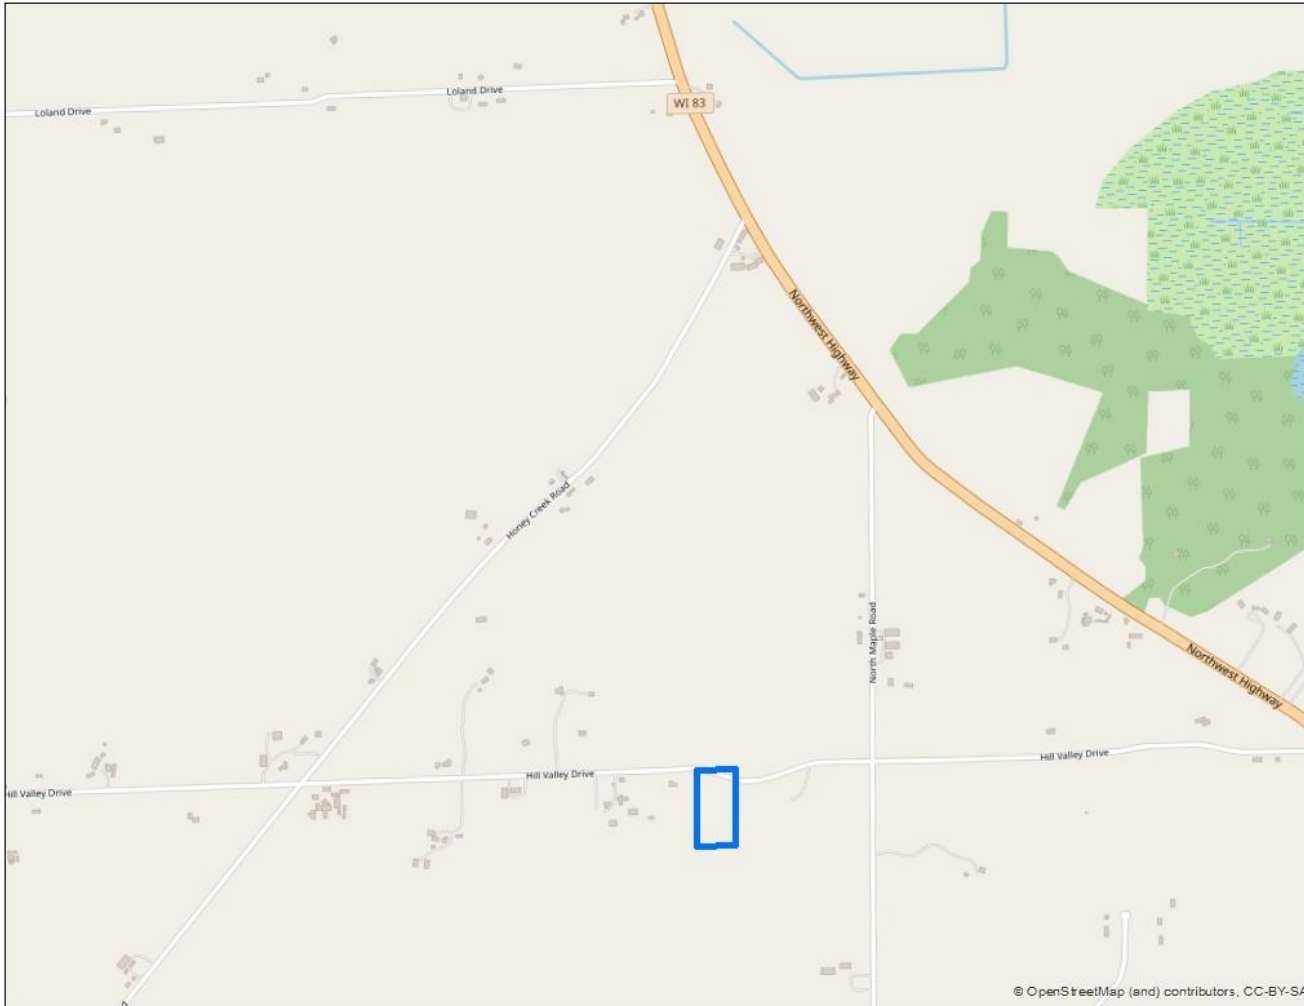 Loland Drive
Loland Drive
WI 83
Northwest Highway
Honey Creek Road
North Maple Road
Northwest Highway
Hill Valley Drive
Hill Valley Drive
Hill Valley Drive
© OpenStreetMap (and) contributors, CC-BY-SA